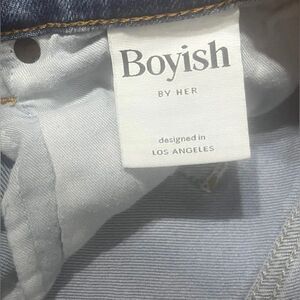 Boyish
BY HER
designed in
LOS ANGELES